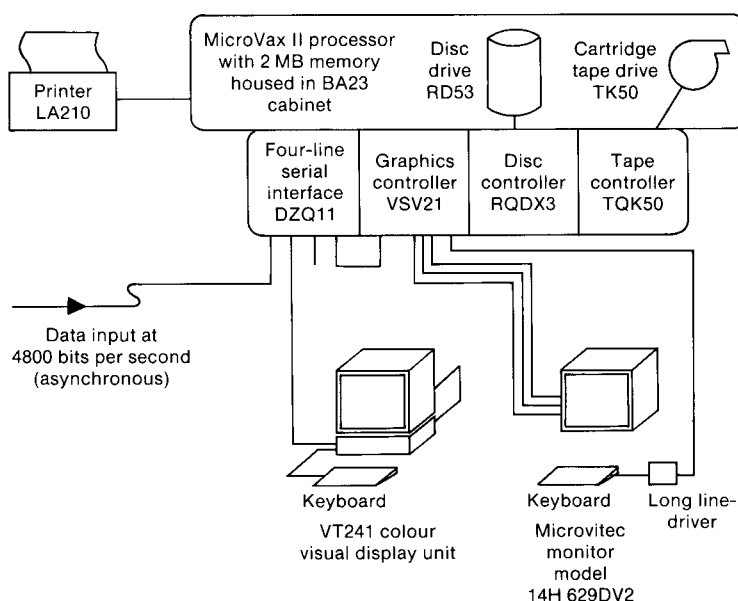 MicroVax II processor
with 2 MB memory
housed in BA23
cabinet
Disc
drive
RD53
Cartridge
tape drive
TK50
Printer
LA210
Four-line
serial
interface
DZQ11
Graphics
controller
VSV21
Disc
controller
RQDX3
Tape
controller
TQK50
Data input at
4800 bits per second
(asynchronous)
Keyboard
VT241 colour
visual display unit
Keyboard
Microvitec
monitor
model
14H 629DV2
Long line-
driver